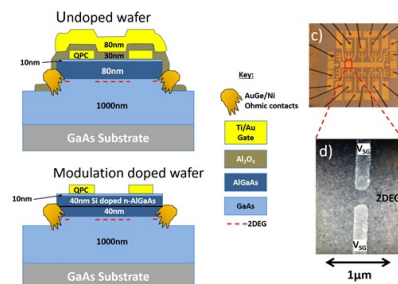 Undoped wafer
80nm
QPC
30nm
10nm
80nm
1000nm
GaAs Substrate
Modulation doped wafer
QPC
10nm
40nm Si doped n-AlGaAs
40nm
1000nm
GaAs Substrate
Key:
AuGe/Ni
Ohmic contacts
Ti/Au
Gate
Al₂O₃
AlGaAs
GaAs
2DEG
c)
d)
VSG
2DEG
VSG
1μm